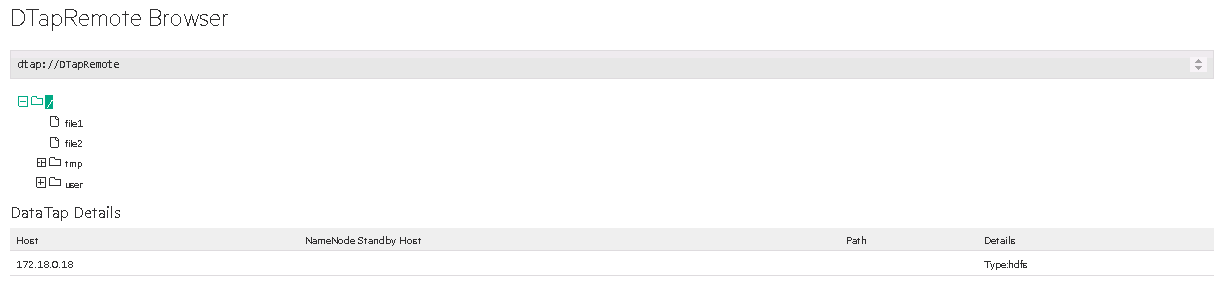 DTapRemote Browser
dtap://DTapRemote
/
file1
file2
tmp
user
DataTap Details
Host NameNode Standby Host Path Details
172.18.0.18 Type:hdfs